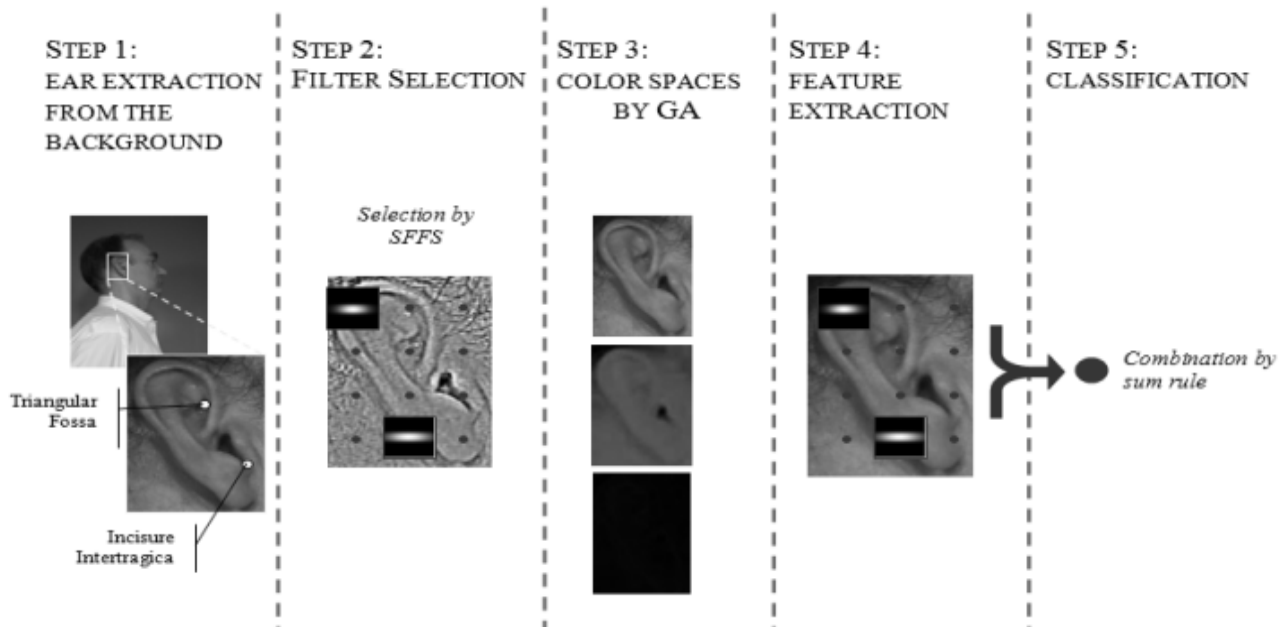 STEP 1:
EAR EXTRACTION
FROM THE
BACKGROUND
STEP 2:
FILTER SELECTION
STEP 3:
COLOR SPACES
BY GA
STEP 4:
FEATURE
EXTRACTION
STEP 5:
CLASSIFICATION
Selection by
SFFS
Triangular
Fossa
Incisure
Intertragica
Combination by
sum rule